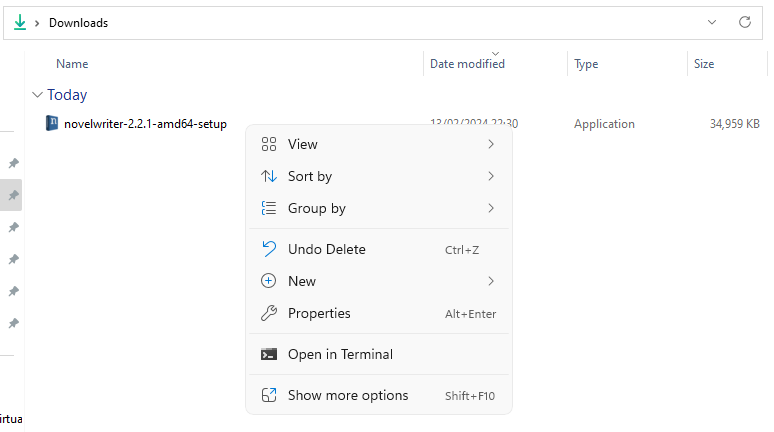 Downloads
Name Date modified Type Size
Today
novelwriter-2.2.1-amd64-setup 13/02/2024 22:30 Application 34,959 KB
View
Sort by
Group by
Undo Delete Ctrl+Z
New
Properties Alt+Enter
Open in Terminal
Show more options Shift+F10
irtua